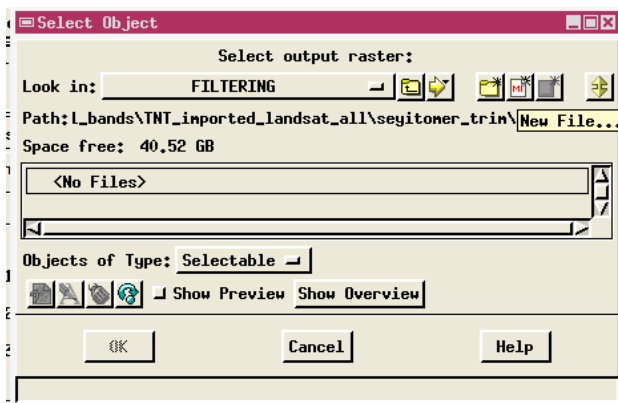 Select Object
Select output raster:
Look in: FILTERING
Path:l_bands\TNT_imported_landsat_all\seyitomer_trim\
New File...
Space free: 40.52 GB
<No Files>
Objects of Type: Selectable
Show Preview Show Overview
OK Cancel Help